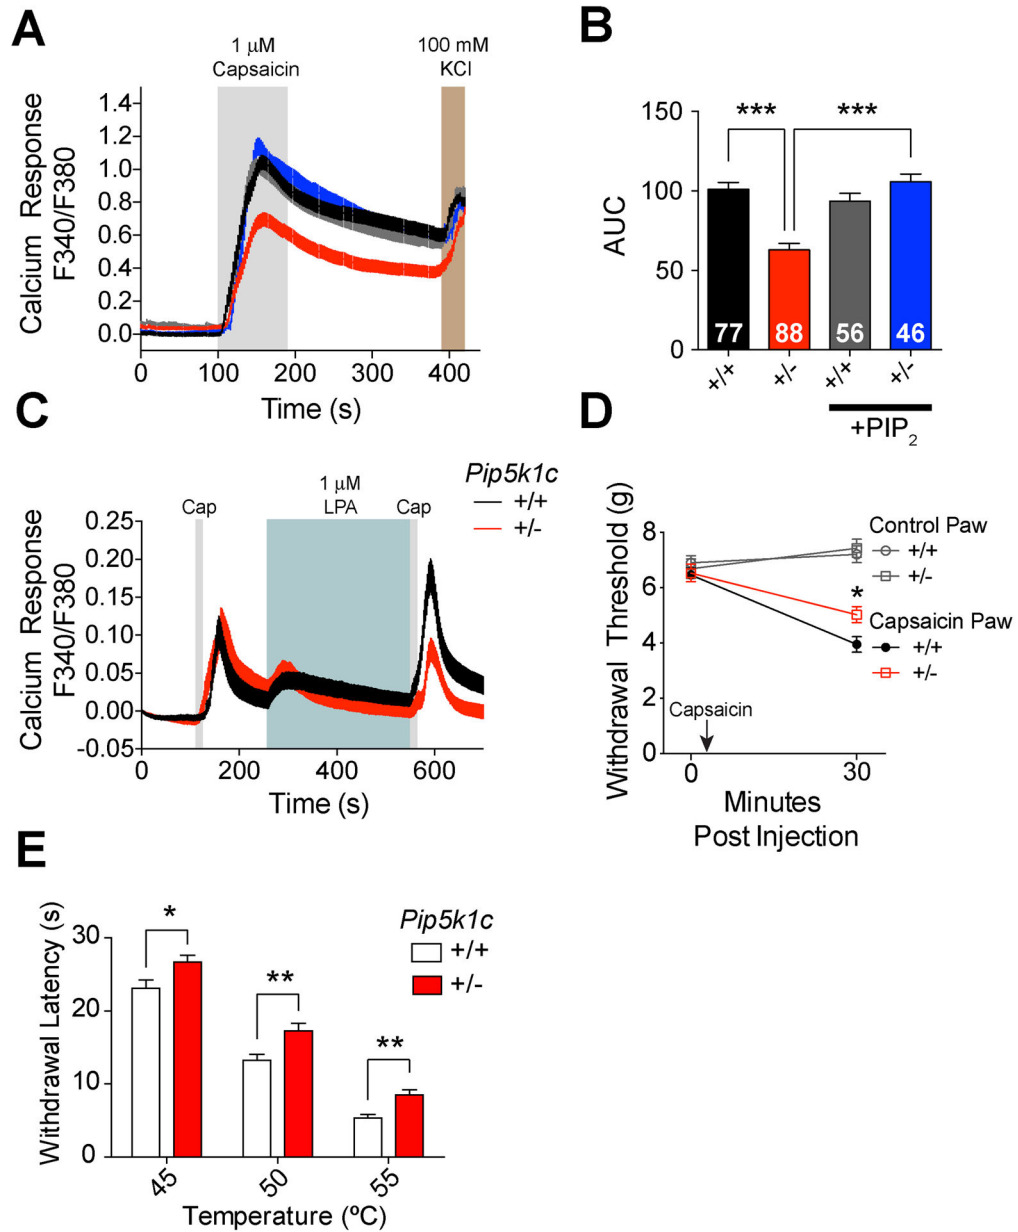 A
1 μM
Capsaicin
100 mM
KCl
Calcium Response
F340/F380
1.4
1.2
1.0
0.8
0.6
0.4
0.2
0.0
0 100 200 300 400
Time (s)
B
*** ***
AUC
150
100
50
0
77 88 56 46
+/+ +/- +/+ +/-
+PIP2
C
Cap
1 μM
LPA
Cap
Pip5k1c
+/+
+/-
Calcium Response
F340/F380
0.25
0.20
0.15
0.10
0.05
0.00
-0.05
0 200 400 600
Time (s)
D
Withdrawal Threshold (g)
8
6
4
2
0
Control Paw
+/+
+/-
*
Capsaicin Paw
+/+
+/-
Capsaicin
0 30
Minutes
Post Injection
E
Withdrawal Latency (s)
30
20
10
0
* ** **
Pip5k1c
+/+
+/-
45 50 55
Temperature (ºC)